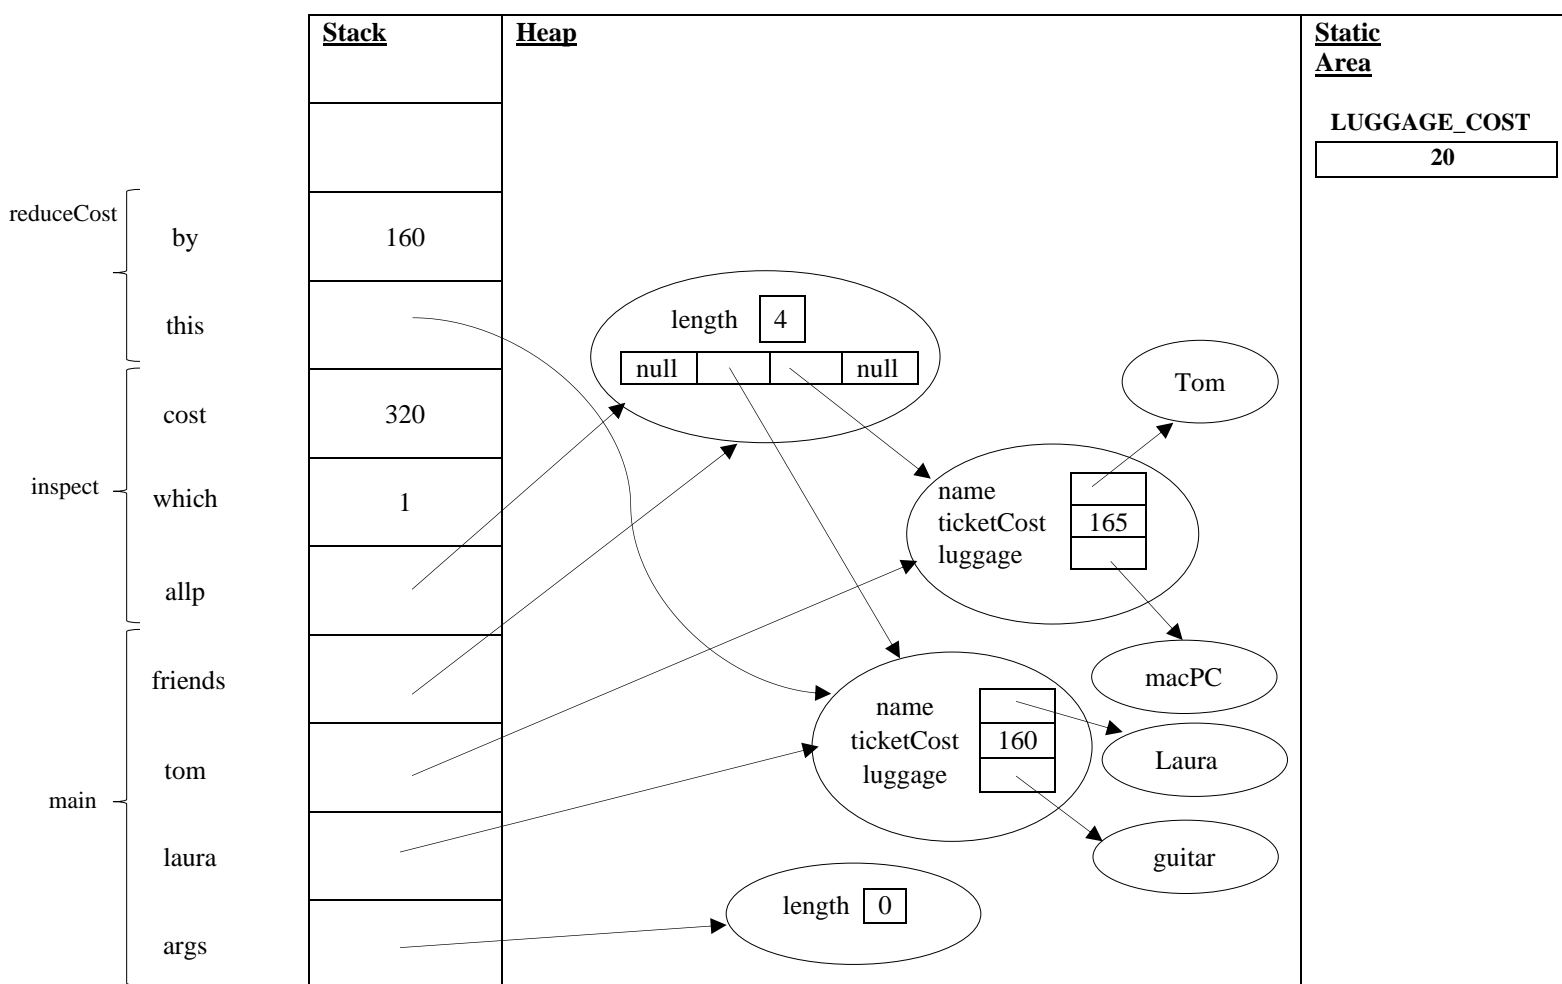 Stack
Heap
Static
Area
LUGGAGE_COST
20
reduceCost
by
160
this
length 4
null null
Tom
cost
320
inspect
which
1
name
ticketCost 165
luggage
allp
friends
macPC
name
ticketCost 160
luggage
Laura
tom
main
laura
guitar
length 0
args